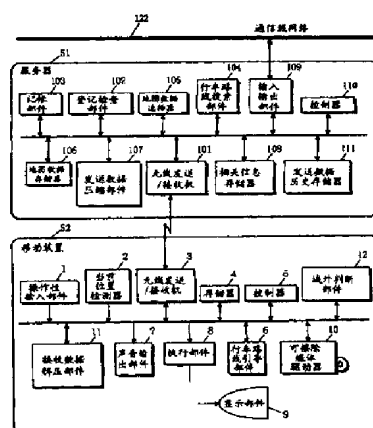 122
通信线网络
S1
服务器
103
记帐
部件
102
登记检查
部件
105
地图数据
104
行车路
线搜索
部件
109
输入
输出
部件
110
控制器
106
地图数据
存储器
107
发送数据
压缩部件
101
无线发送
/接收机
108
相关信息
存储器
111
发送数据
历史存储器
S2
移动装置
1
操作性
输入部件
2
当前
位置
检测器
3
无线发送
/接收机
4
存储器
5
控制器
12
域外判断
部件
11
接收数据
解压部件
7
声音输
出部件
8
执行部件
6
行车路
线引导
部件
10
可移除
媒体
驱动器
显示部件
9